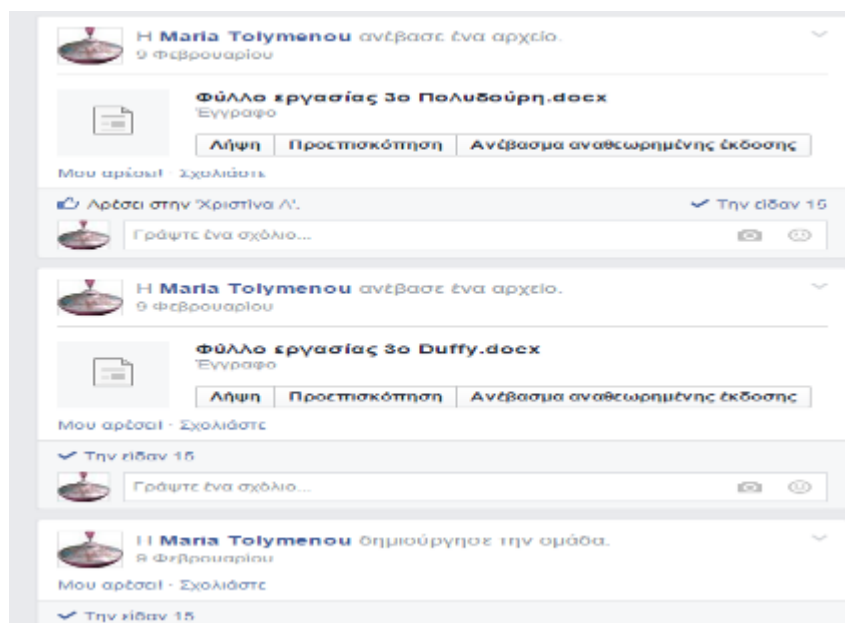 Η Maria Tolymenou ανέβασε ένα αρχείο.
9 Φεβρουαρίου
Φύλλο εργασίας 3ο Πολυδούρη.docx
Έγγραφο
Λήψη Προεπισκόπηση Ανέβασμα αναθεωρημένης έκδοσης
Μου αρέσει! · Σχολιάστε
Αρέσει στην 'Χριστίνα Λ'. Την είδαν 15
Γράψτε ένα σχόλιο...
Η Maria Tolymenou ανέβασε ένα αρχείο.
9 Φεβρουαρίου
Φύλλο εργασίας 3ο Duffy.docx
Έγγραφο
Λήψη Προεπισκόπηση Ανέβασμα αναθεωρημένης έκδοσης
Μου αρέσει! · Σχολιάστε
Την είδαν 15
Γράψτε ένα σχόλιο...
Η Maria Tolymenou δημιούργησε την ομάδα.
9 Φεβρουαρίου
Μου αρέσει! · Σχολιάστε
Την είδαν 15